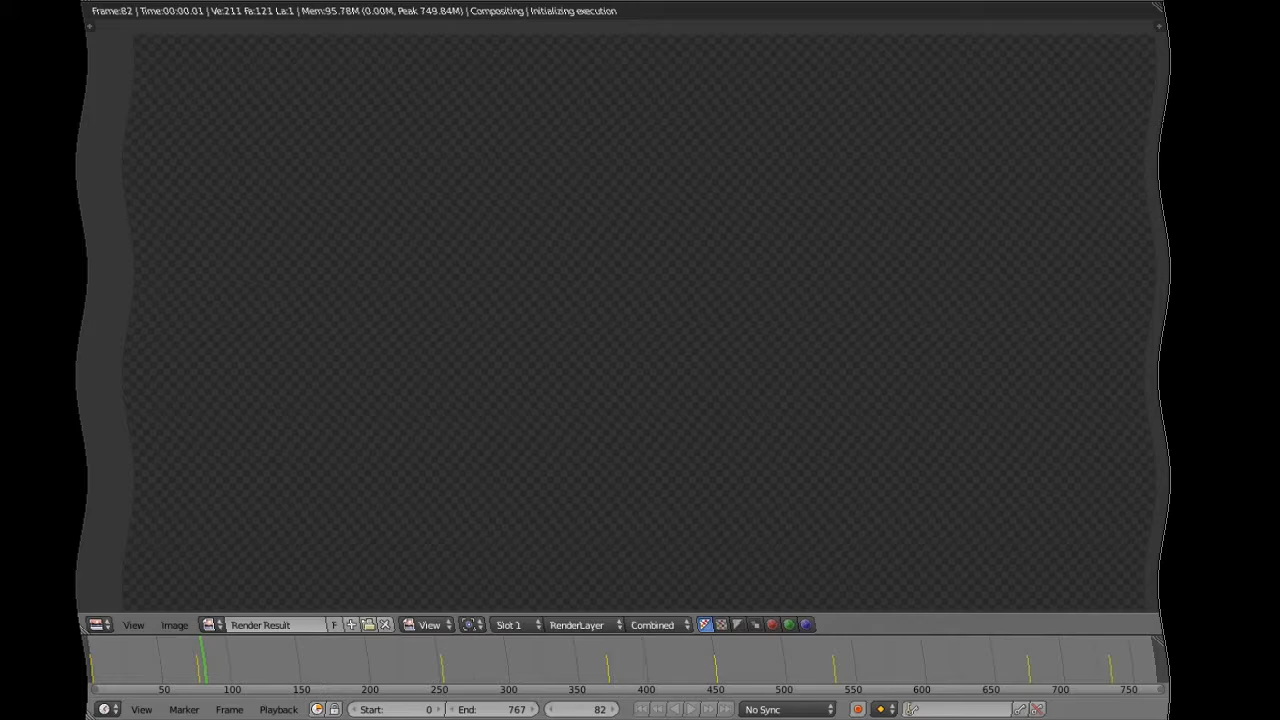 Frame:82 | Time:00:00.01 | Ve:211 Fa:121 La:1 | Mem:95.78M (0.00M, Peak 749.84M) | Compositing | Initializing execution
View Image Render Result F View Slot 1 RenderLayer Combined
50 100 150 200 250 300 350 400 450 500 550 600 650 700 750
View Marker Frame Playback Start: 0 End: 767 82 No Sync